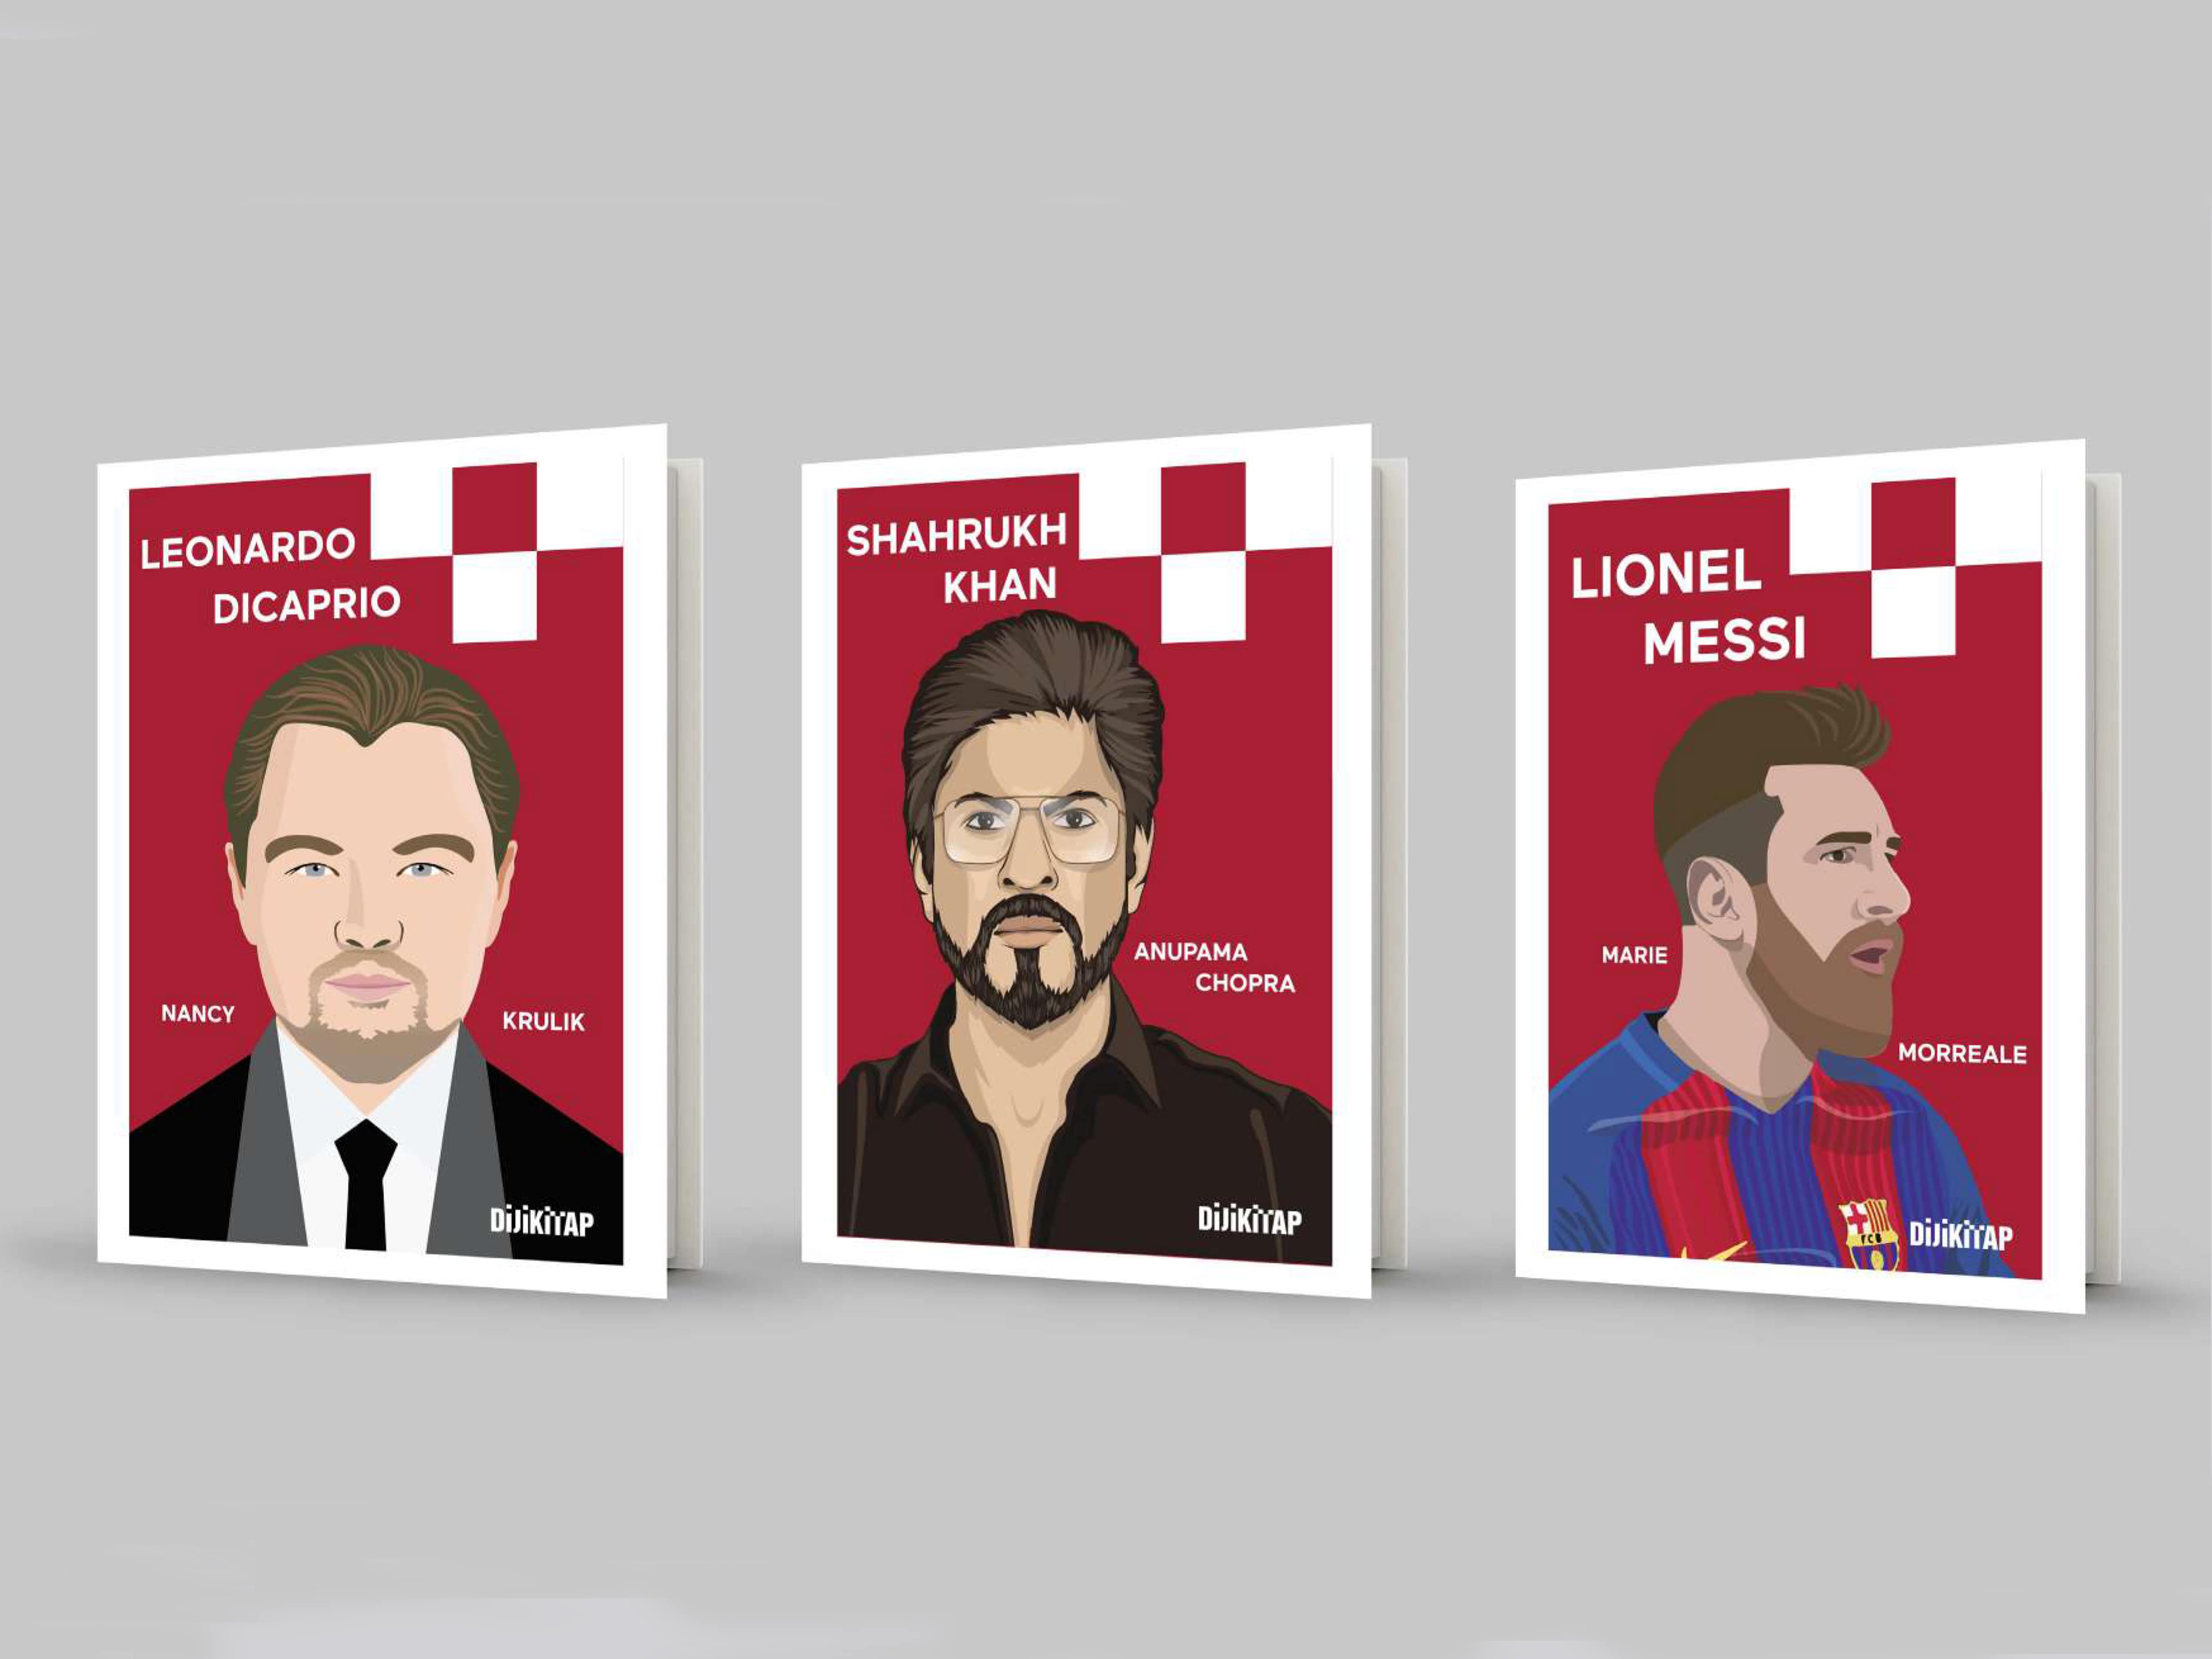 LEONARDO
DICAPRIO
NANCY
KRULIK
DiJiKiTAP
SHAHRUKH
KHAN
ANUPAMA
CHOPRA
DiJiKiTAP
LIONEL
MESSI
MARIE
MORREALE
FCB
DiJiKiTAP